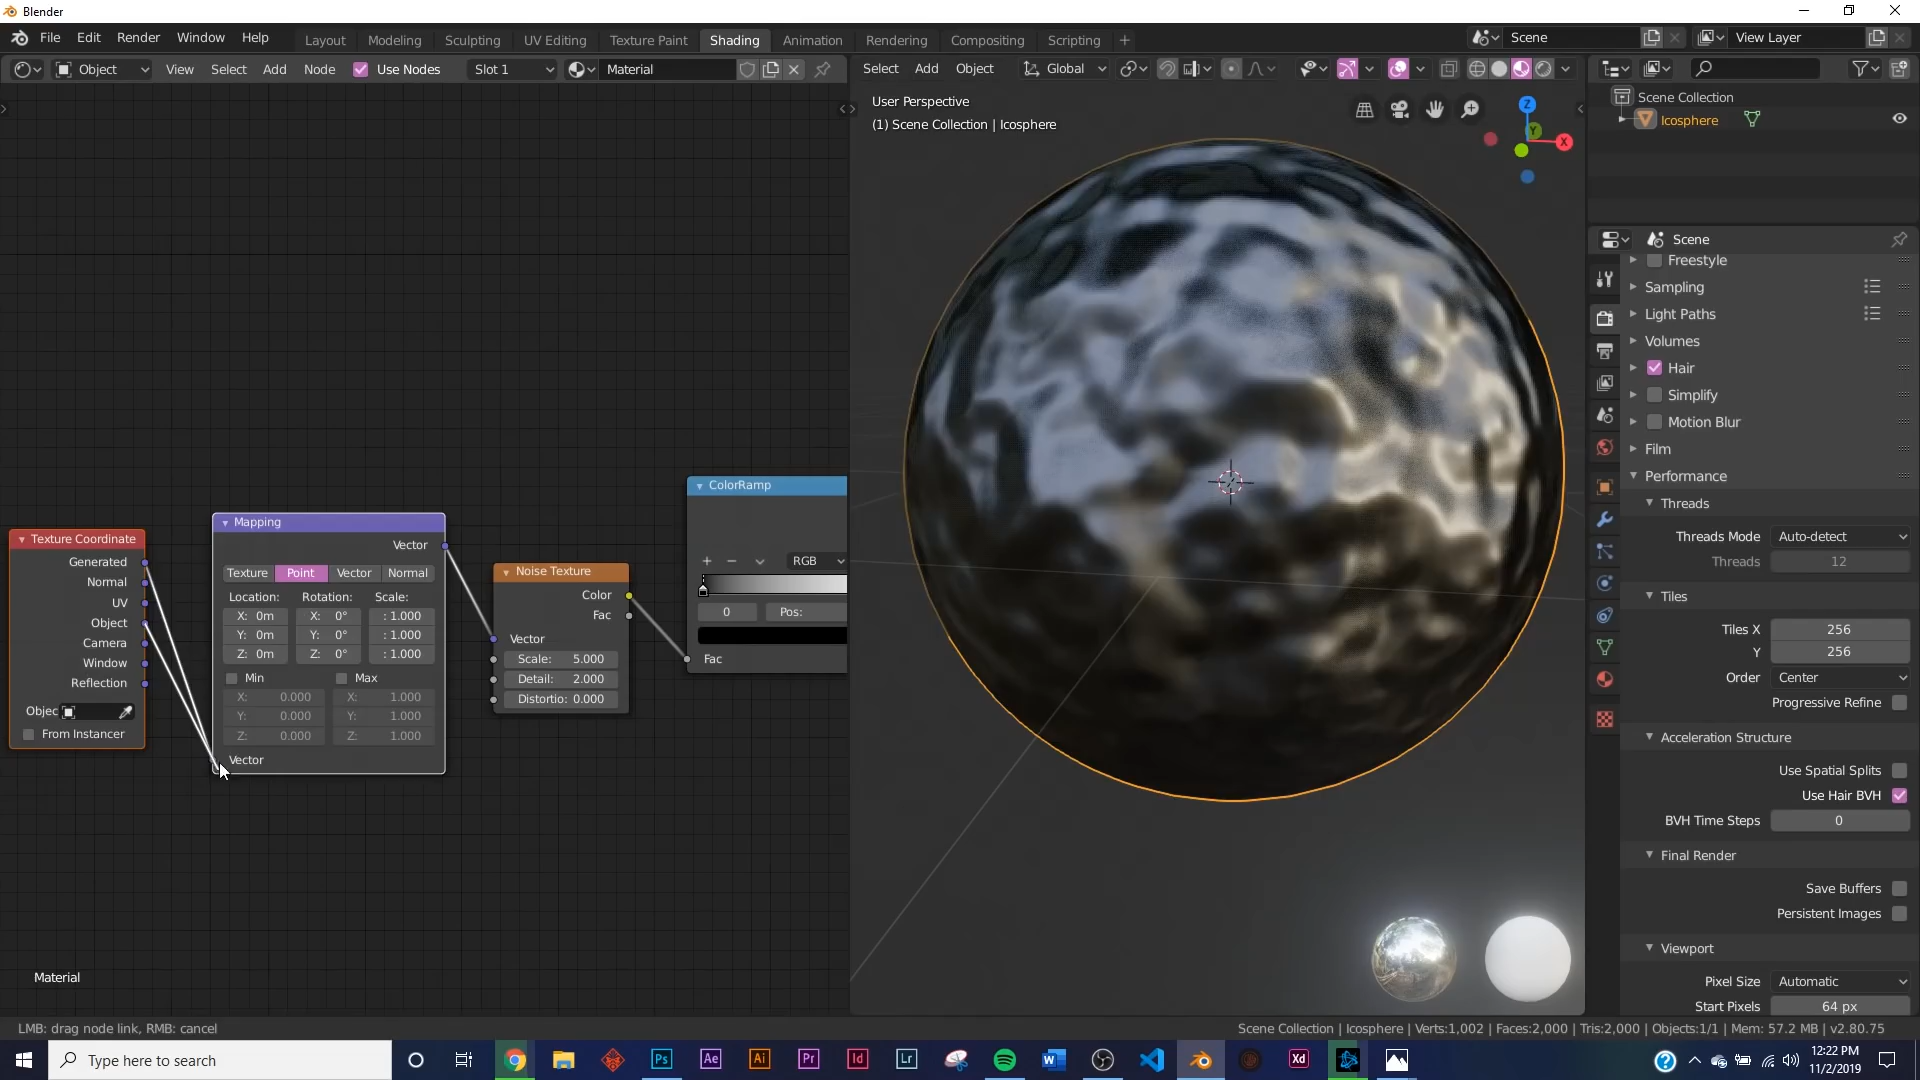 Blender
File Edit Render Window Help
Layout Modeling Sculpting UV Editing Texture Paint Shading Animation Rendering Compositing Scripting +
Scene
View Layer
Object View Select Add Node Use Nodes Slot 1 Material
Select Add Object Global
User Perspective
(1) Scene Collection | Icosphere
Z
Y
X
Scene Collection
Icosphere
Scene
Freestyle
Sampling
Light Paths
Volumes
Hair
Simplify
Motion Blur
Film
Performance
Threads
Threads Mode Auto-detect
Threads 12
Tiles
Tiles X 256
Y 256
Order Center
Progressive Refine
Acceleration Structure
Use Spatial Splits
Use Hair BVH
BVH Time Steps 0
Final Render
Save Buffers
Persistent Images
Viewport
Pixel Size Automatic
Start Pixels 64 px
Texture Coordinate
Generated
Normal
UV
Object
Camera
Window
Reflection
Objec
From Instancer
Mapping
Vector
Texture Point Vector Normal
Location: Rotation: Scale:
X: 0m X: 0° : 1.000
Y: 0m Y: 0° : 1.000
Z: 0m Z: 0° : 1.000
Min Max
X: 0.000 X: 1.000
Y: 0.000 Y: 1.000
Z: 0.000 Z: 1.000
Vector
Noise Texture
Color
Fac
Vector
Scale: 5.000
Detail: 2.000
Distortio: 0.000
ColorRamp
+ − RGB
0 Pos:
Fac
Material
LMB: drag node link, RMB: cancel
Scene Collection | Icosphere | Verts:1,002 | Faces:2,000 | Tris:2,000 | Objects:1/1 | Mem: 57.2 MB | v2.80.75
Type here to search
Ps Ae Ai Pr Id Lr W Xd
12:22 PM
11/2/2019